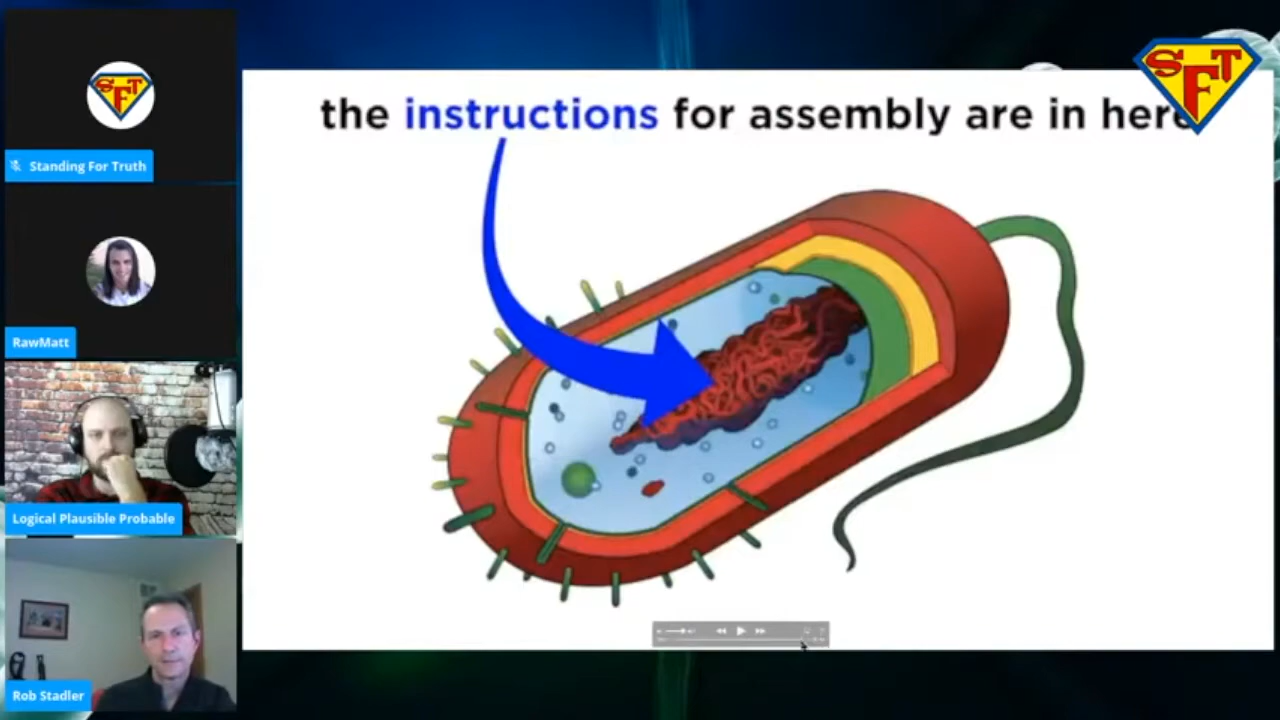 SFT
Standing For Truth
RawMatt
Logical Plausible Probable
Rob Stadler
the instructions for assembly are in here
SFT